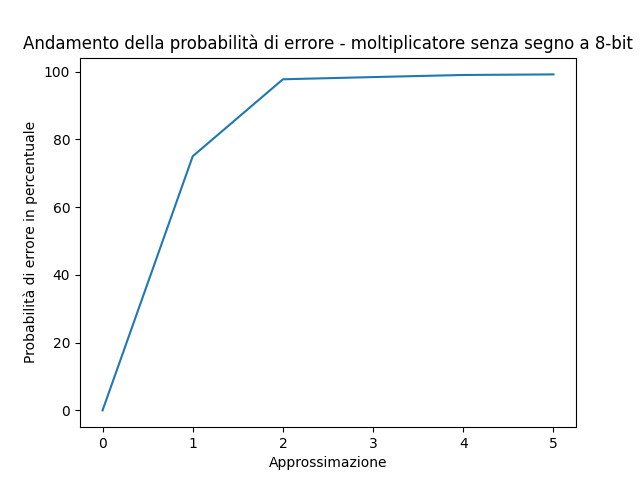 Andamento della probabilità di errore - moltiplicatore senza segno a 8-bit
100
80
60
40
20
0
Probabilità di errore in percentuale
0 1 2 3 4 5
Approssimazione